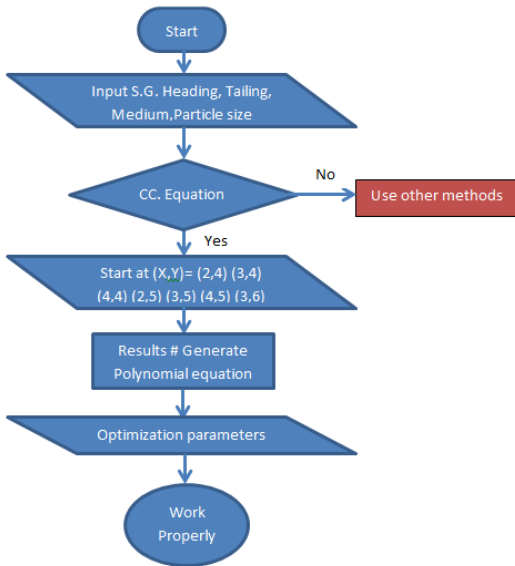 Start
Input S.G. Heading, Tailing,
Medium,Particle size
CC. Equation
No
Use other methods
Yes
Start at (X,Y)= (2,4) (3,4)
(4,4) (2,5) (3,5) (4,5) (3,6)
Results # Generate
Polynomial equation
Optimization parameters
Work
Properly